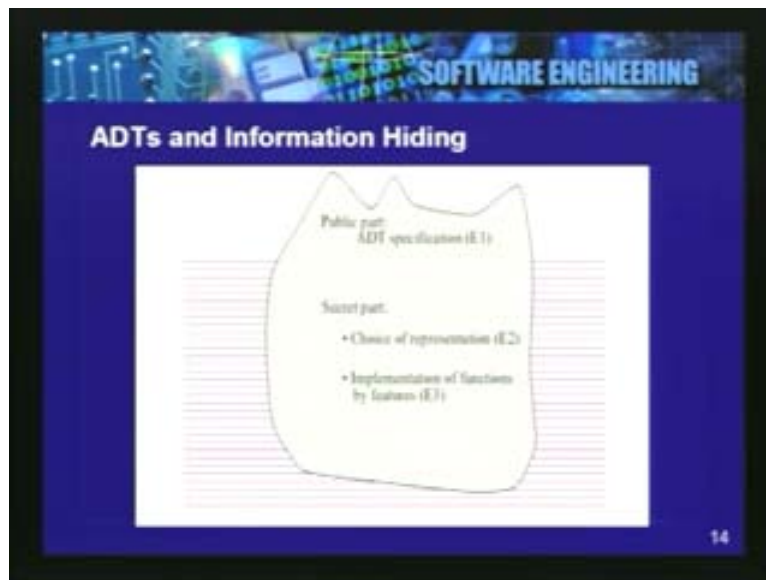 SOFTWARE ENGINEERING
ADTs and Information Hiding
Public part:
ADT specification (E1)
Secret part:
• Choice of representation (E2)
• Implementation of functions
by features (E3)
14